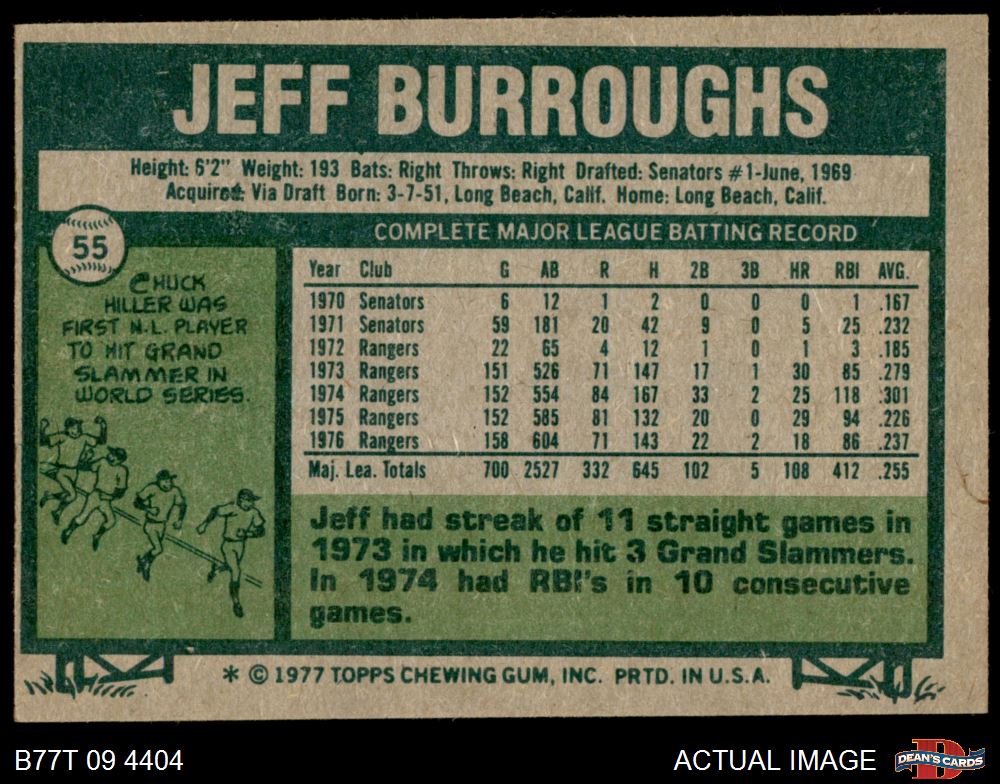 JEFF BURROUGHS
Height: 6'2" Weight: 193 Bats: Right Throws: Right Drafted: Senators #1-June, 1969
Acquired: Via Draft Born: 3-7-51, Long Beach, Calif. Home: Long Beach, Calif.
55
CHUCK
HILLER WAS
FIRST N.L. PLAYER
TO HIT GRAND
SLAMMER IN
WORLD SERIES.
COMPLETE MAJOR LEAGUE BATTING RECORD
Year Club G AB R H 2B 3B HR RBI AVG.
1970 Senators 6 12 1 2 0 0 0 1 .167
1971 Senators 59 181 20 42 9 0 5 25 .232
1972 Rangers 22 65 4 12 1 0 1 3 .185
1973 Rangers 151 526 71 147 17 1 30 85 .279
1974 Rangers 152 554 84 167 33 2 25 118 .301
1975 Rangers 152 585 81 132 20 0 29 94 .226
1976 Rangers 158 604 71 143 22 2 18 86 .237
Maj. Lea. Totals 700 2527 332 645 102 5 108 412 .255
Jeff had streak of 11 straight games in
1973 in which he hit 3 Grand Slammers.
In 1974 had RBI's in 10 consecutive
games.
* © 1977 TOPPS CHEWING GUM, INC. PRTD. IN U.S.A.
B77T 09 4404
ACTUAL IMAGE
D
DEAN'S CARDS